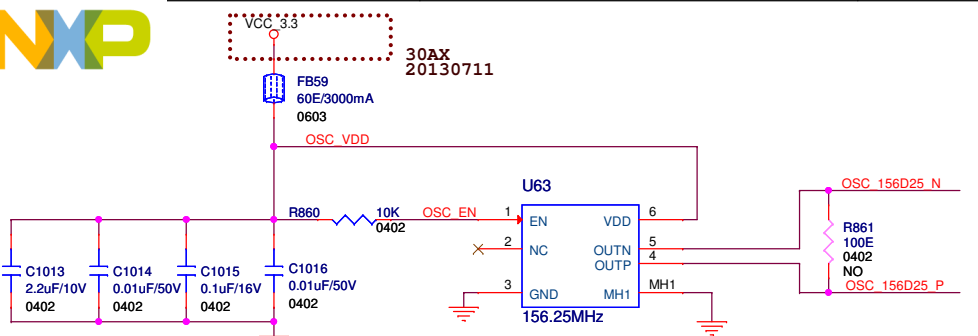 NXP
VCC_3.3
30AX
20130711
FB59
60E/3000mA
0603
OSC_VDD
U63
OSC_156D25_N
R860
10K
0402
OSC_EN
1
EN
VDD
6
2
NC
OUTN
5
OUTP
4
3
GND
MH1
MH1
156.25MHz
R861
100E
0402
NO
OSC_156D25_P
C1013
2.2uF/10V
0402
C1014
0.01uF/50V
0402
C1015
0.1uF/16V
0402
C1016
0.01uF/50V
0402